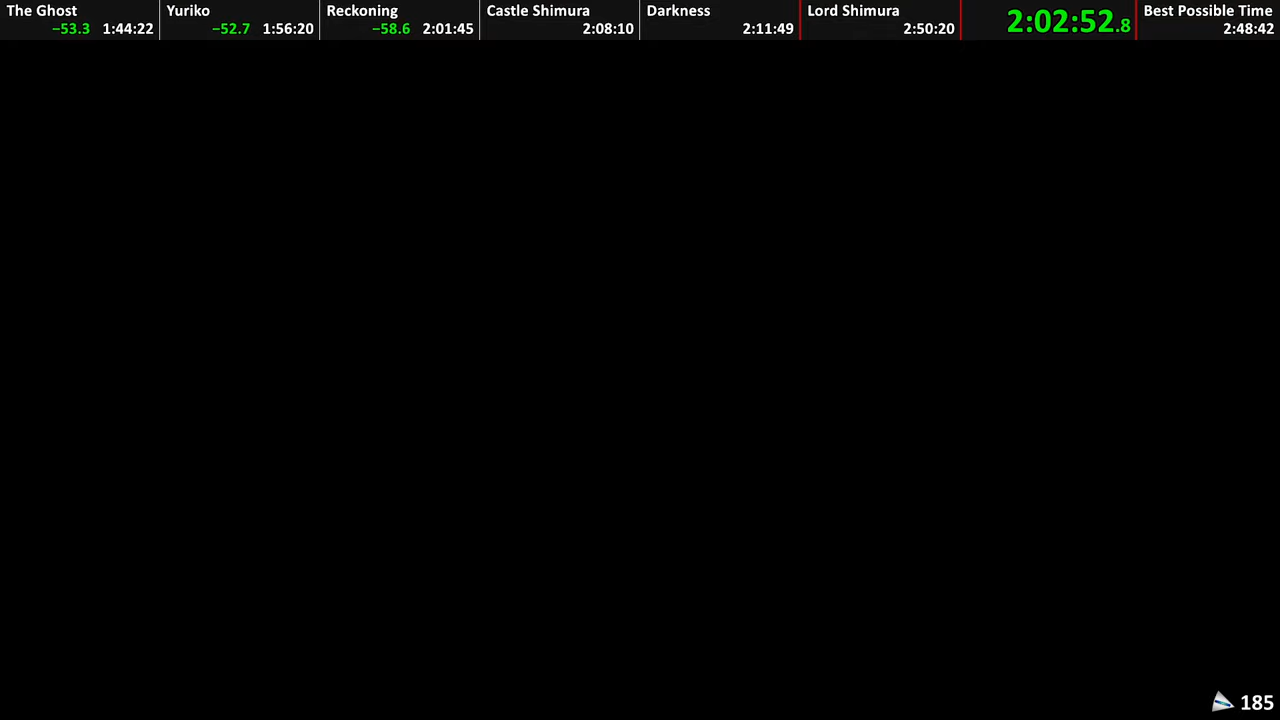 The Ghost
−53.3 1:44:22
Yuriko
−52.7 1:56:20
Reckoning
−58.6 2:01:45
Castle Shimura
2:08:10
Darkness
2:11:49
Lord Shimura
2:50:20
2:02:52.8
Best Possible Time
2:48:42
185